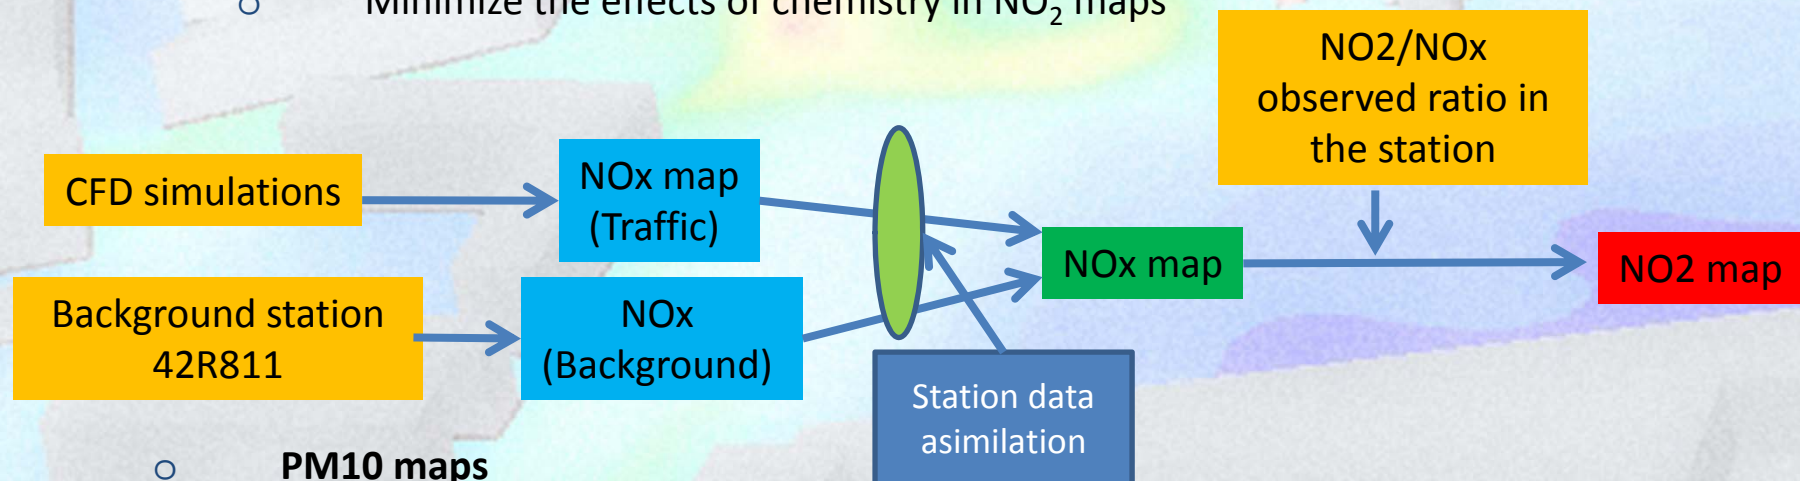 Minimize the effects of chemistry in NO₂ maps
NO2/NOx
observed ratio in
the station
CFD simulations
NOx map
(Traffic)
NOx map
NO2 map
Background station
42R811
NOx
(Background)
Station data
asimilation
PM10 maps